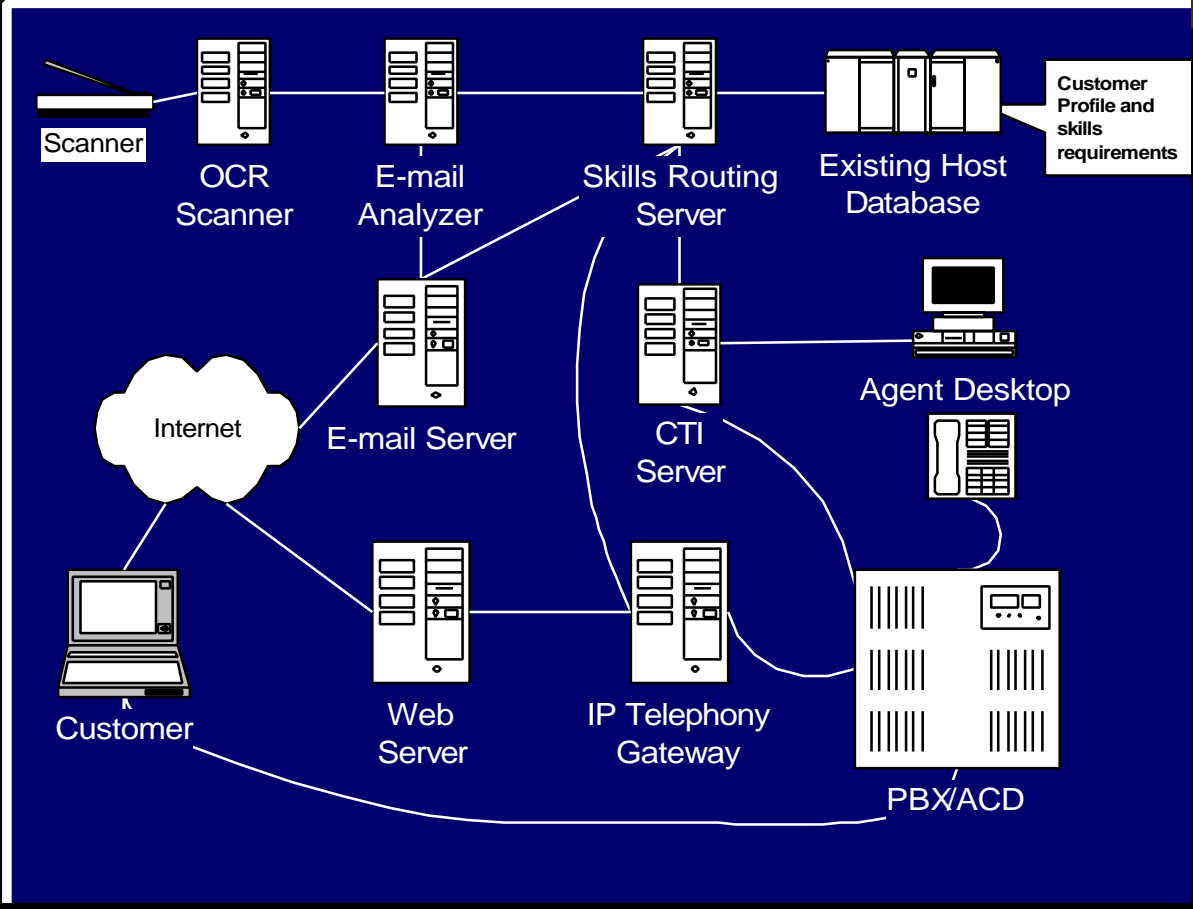 Scanner
OCR
Scanner
E-mail
Analyzer
Skills Routing
Server
Existing Host
Database
Customer
Profile and
skills
requirements
Internet
E-mail Server
CTI
Server
Agent Desktop
Customer
Web
Server
IP Telephony
Gateway
PBX/ACD